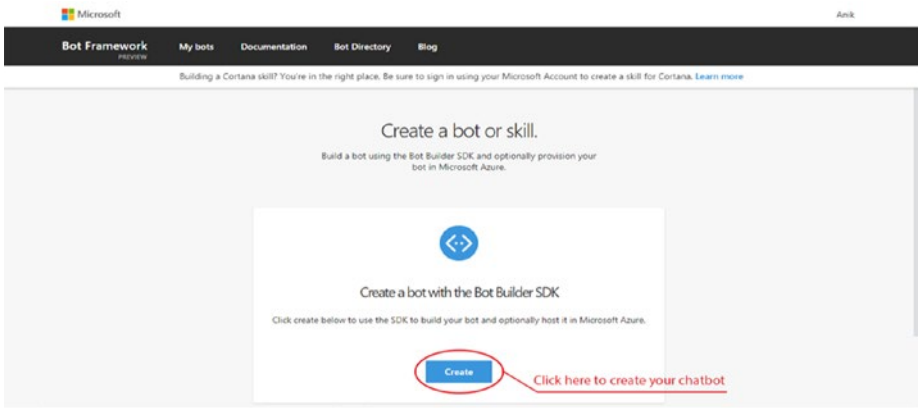 Microsoft
Amik
Bot Framework
PREVIEW
My bots
Documentation
Bot Directory
Blog
Building a Cortana skill? You're in the right place. Be sure to sign in using your Microsoft Account to create a skill for Cortana. Learn more
Create a bot or skill.
Build a bot using the Bot Builder SDK and optionally provision your
bot in Microsoft Azure.
Create a bot with the Bot Builder SDK
Click create below to use the SDK to build your bot and optionally host it in Microsoft Azure.
Create
Click here to create your chatbot